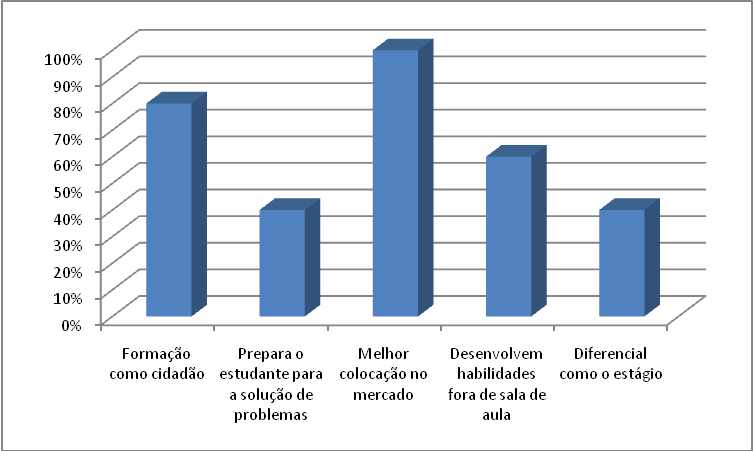 100%
90%
80%
70%
60%
50%
40%
30%
20%
10%
0%
Formação
como cidadão
Prepara o
estudante para
a solução de
problemas
Melhor
colocação no
mercado
Desenvolvem
habilidades
fora de sala de
aula
Diferencial
como o estágio